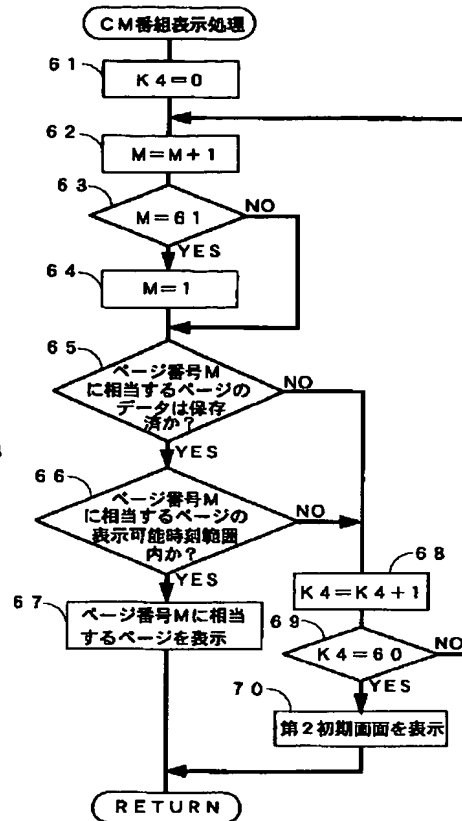 CM番組表示処理
61
K4=0
62
M=M+1
63
M=61
NO
YES
64
M=1
65
ページ番号M
に相当するページの
データは保存
済か?
NO
YES
66
ページ番号M
に相当するページの
表示可能時刻範囲
内か?
NO
YES
67
ページ番号Mに相当
するページを表示
68
K4=K4+1
69
K4=60
NO
YES
70
第2初期画面を表示
RETURN